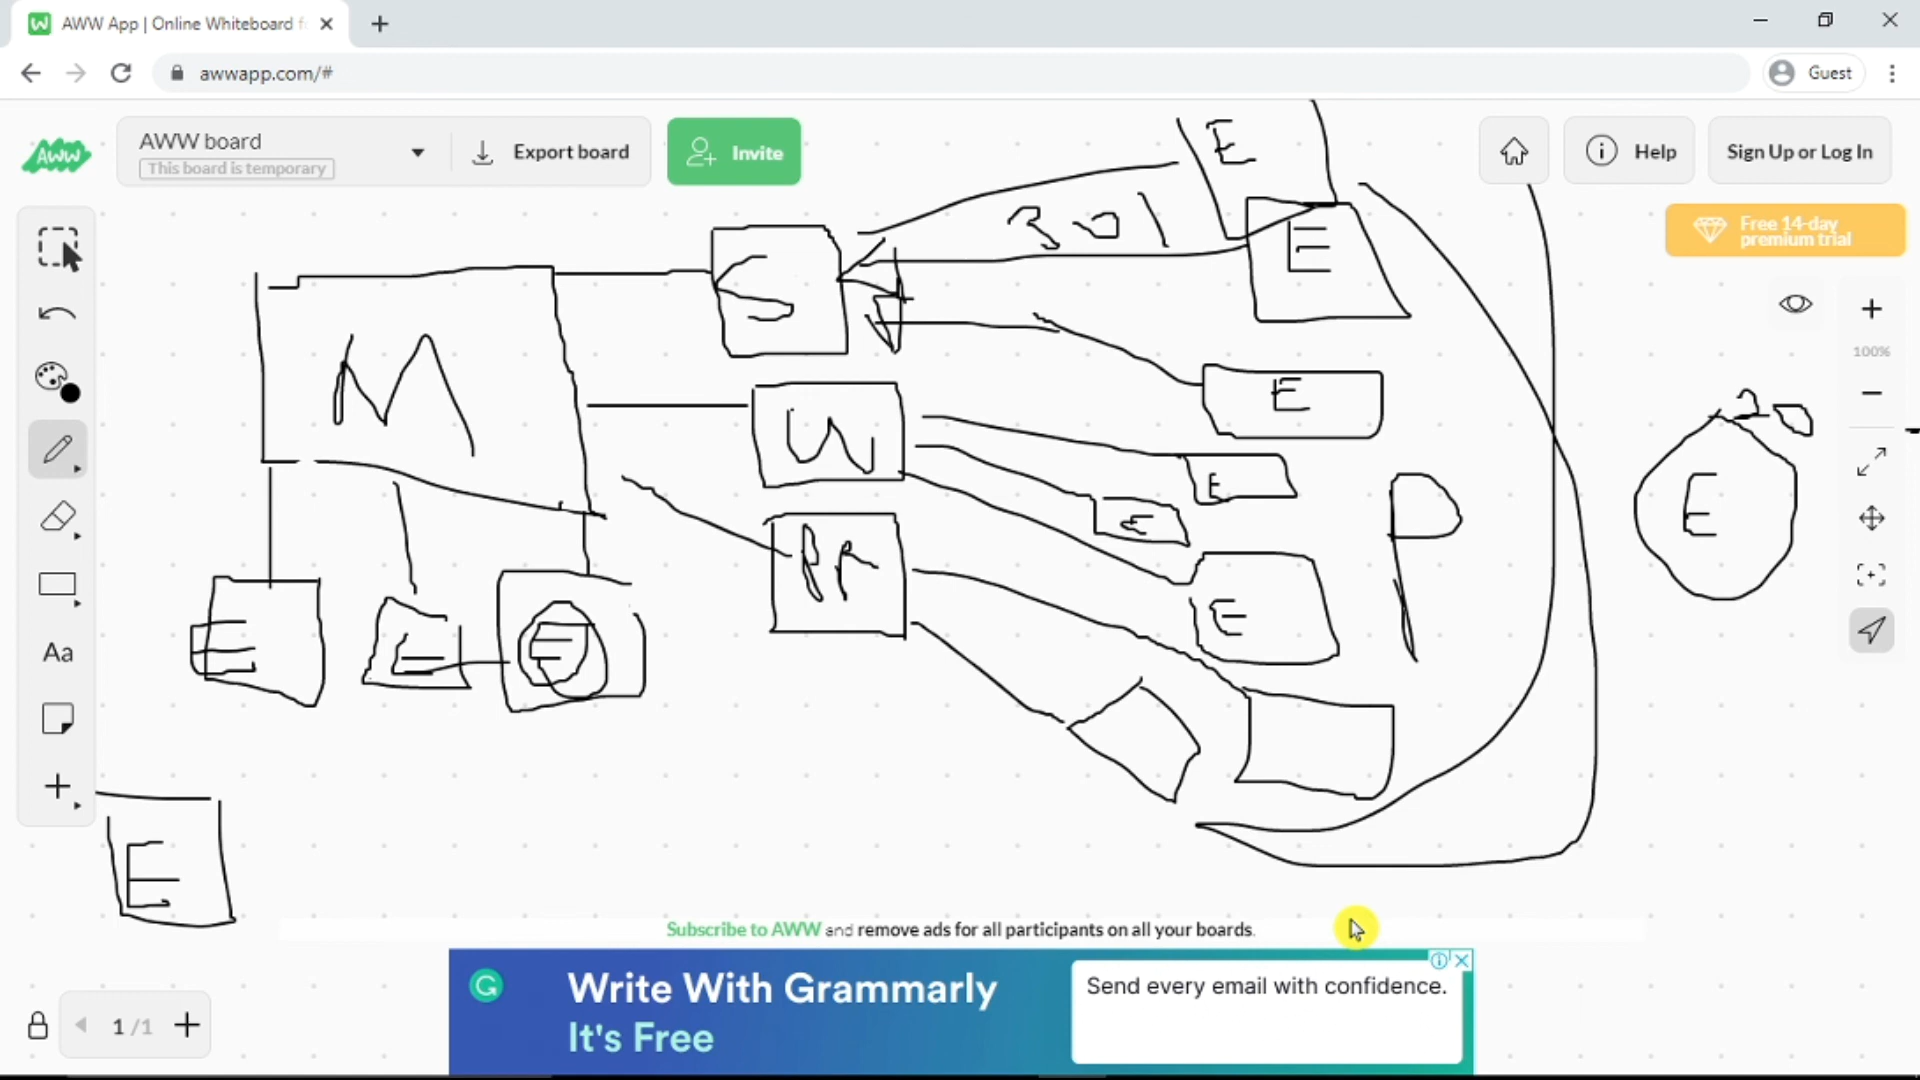 AWW App | Online Whiteboard f
awwapp.com/#
Guest
AWW
AWW board
This board is temporary
Export board
Invite
Help
Sign Up or Log In
Free 14-day
premium trial
100%
E
E
S
M
E
W
E
E
P
E
E
E
E
E
E
Aa
Subscribe to AWW and remove ads for all participants on all your boards.
G
Write With Grammarly
It's Free
Send every email with confidence.
1 /1